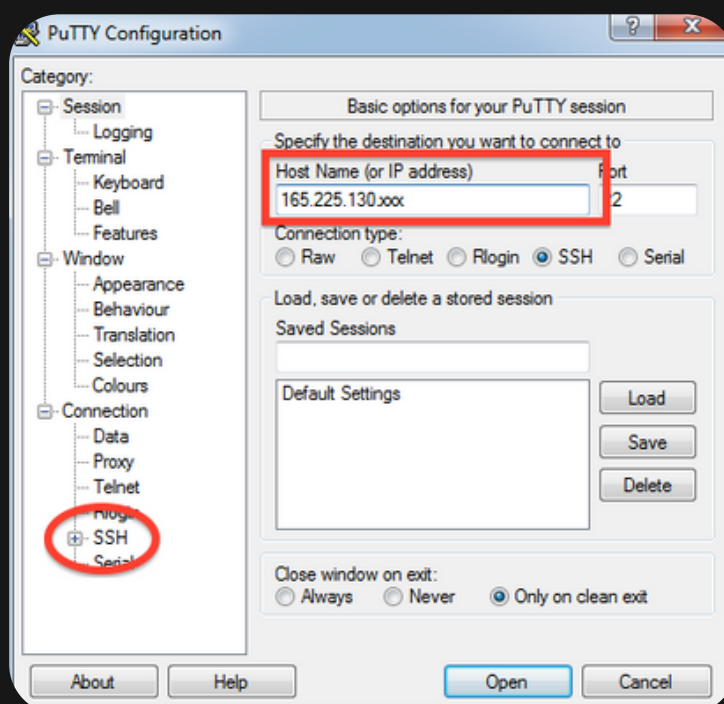 PuTTY Configuration
Category:
Session
Logging
Terminal
Keyboard
Bell
Features
Window
Appearance
Behaviour
Translation
Selection
Colours
Connection
Data
Proxy
Telnet
Rlogin
SSH
Serial
Basic options for your PuTTY session
Specify the destination you want to connect to
Host Name (or IP address) Port
165.225.130.xxx 22
Connection type:
Raw Telnet Rlogin SSH Serial
Load, save or delete a stored session
Saved Sessions
Default Settings
Load
Save
Delete
Close window on exit:
Always Never Only on clean exit
About Help Open Cancel